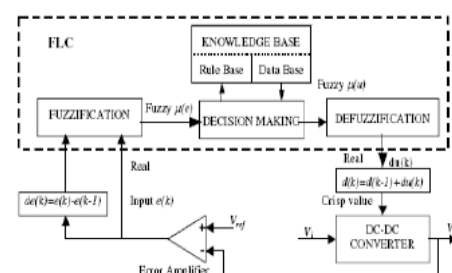 FLC
KNOWLEDGE BASE
Rule Base
Data Base
Fuzzy μ(u)
FUZZIFICATION
Fuzzy μ(e)
DECISION MAKING
DEFUZZIFICATION
Real
Real
du(k)
de(k)=e(k)-e(k-1)
Input e(k)
d(k)=d(k-1)+du(k)
Crisp value
Vref
+
-
Vi
DC-DC
CONVERTER
V
Error Amplifier